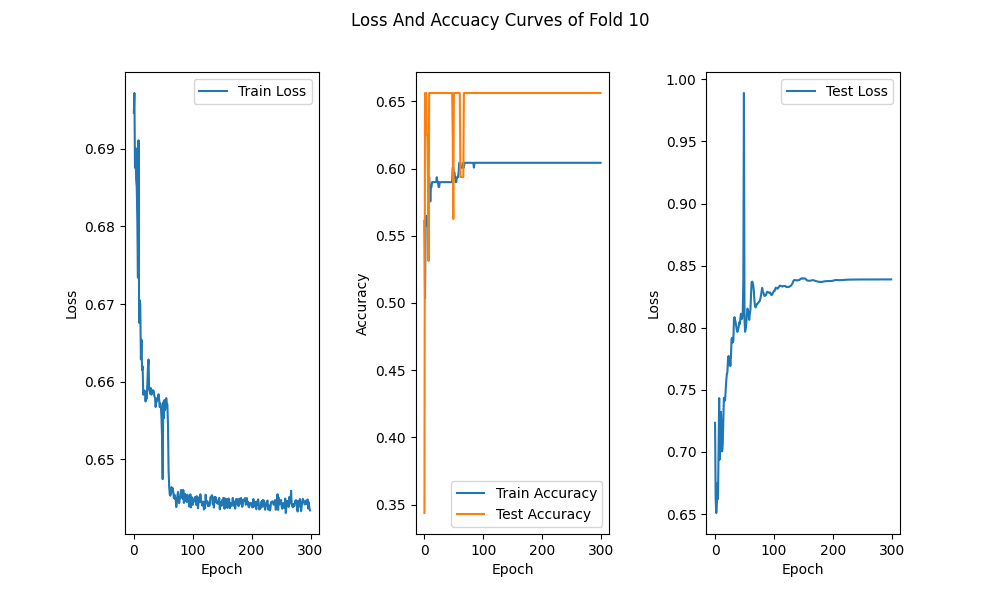 Loss And Accuacy Curves of Fold 10
Train Loss
0.69
0.68
0.67
0.66
0.65
Loss
0 100 200 300
Epoch
0.65
0.60
0.55
0.50
0.45
0.40
0.35
Accuracy
Train Accuracy
Test Accuracy
0 100 200 300
Epoch
Test Loss
1.00
0.95
0.90
0.85
0.80
0.75
0.70
0.65
Loss
0 100 200 300
Epoch